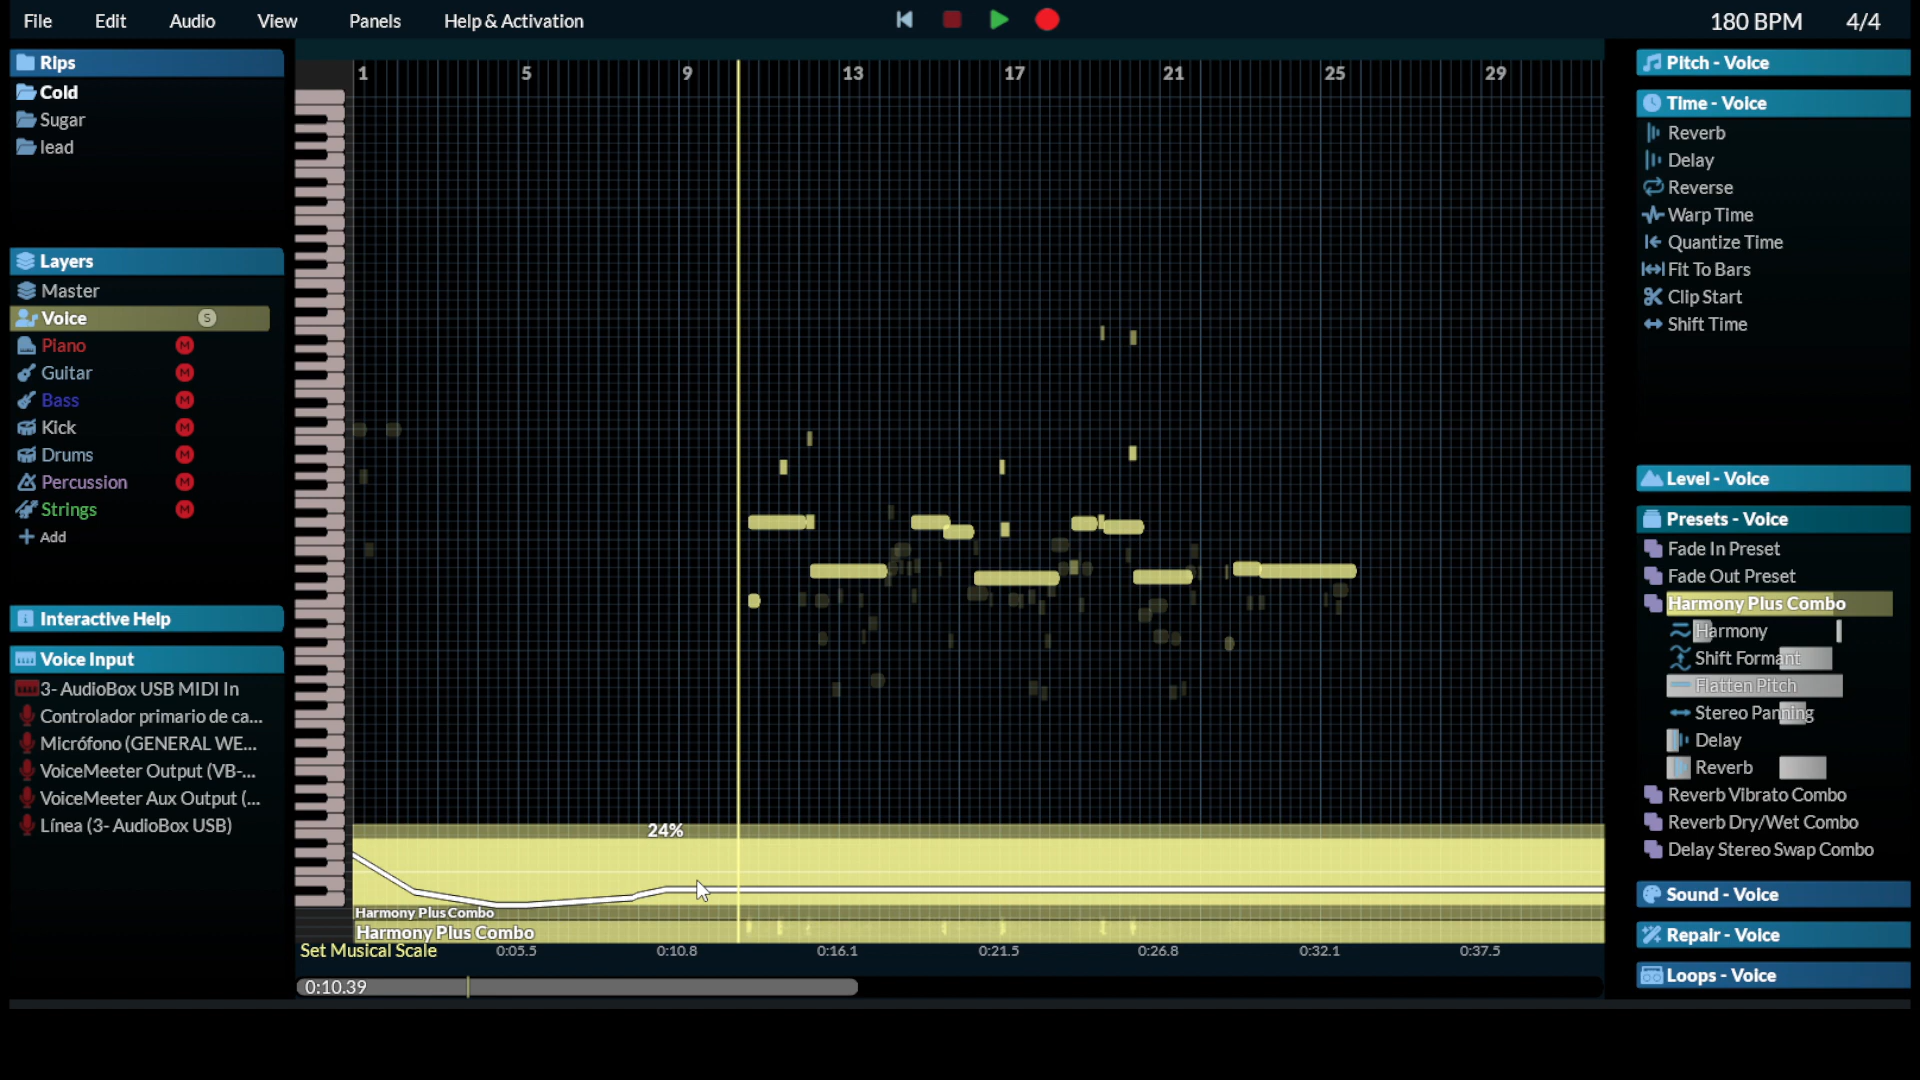 File Edit Audio View Panels Help & Activation 180 BPM 4/4
Rips
Cold
Sugar
lead
Layers
Master
Voice S
Piano M
Guitar M
Bass M
Kick M
Drums M
Percussion M
Strings M
+ Add
Interactive Help
Voice Input
3- AudioBox USB MIDI In
Controlador primario de ca...
Micrófono (GENERAL WE...
VoiceMeeter Output (VB-...
VoiceMeeter Aux Output (...
Línea (3- AudioBox USB)
1 5 9 13 17 21 25 29
24%
Harmony Plus Combo
Harmony Plus Combo
Set Musical Scale 0:05.5 0:10.8 0:16.1 0:21.5 0:26.8 0:32.1 0:37.5
0:10.39
Pitch - Voice
Time - Voice
Reverb
Delay
Reverse
Warp Time
Quantize Time
Fit To Bars
Clip Start
Shift Time
Level - Voice
Presets - Voice
Fade In Preset
Fade Out Preset
Harmony Plus Combo
Harmony
Shift Formant
Flatten Pitch
Stereo Panning
Delay
Reverb
Reverb Vibrato Combo
Reverb Dry/Wet Combo
Delay Stereo Swap Combo
Sound - Voice
Repair - Voice
Loops - Voice